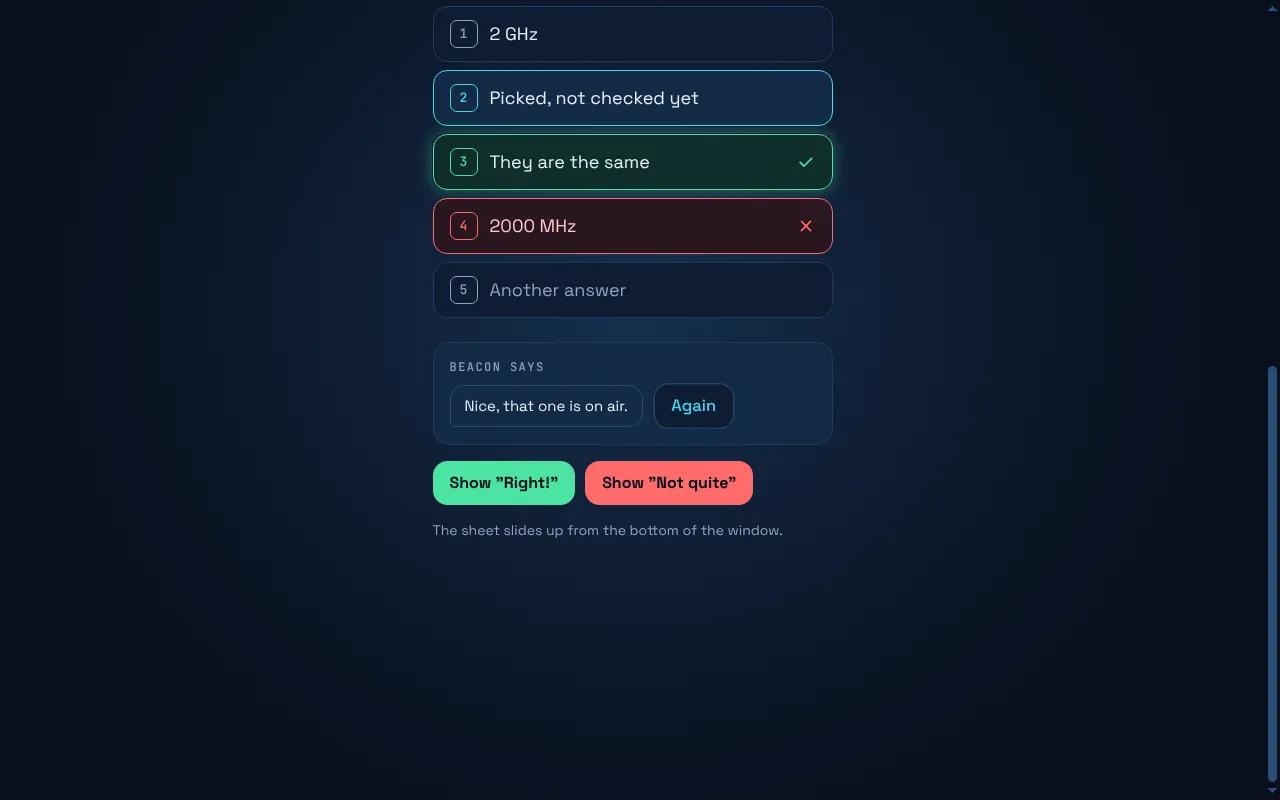 1 2 GHz
2 Picked, not checked yet
3 They are the same
4 2000 MHz
5 Another answer
BEACON SAYS
Nice, that one is on air. Again
Show ”Right!” Show ”Not quite”
The sheet slides up from the bottom of the window.